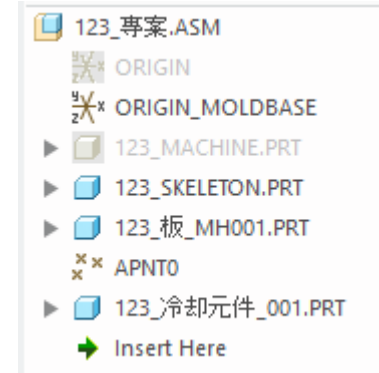 123_專案.ASM
ORIGIN
ORIGIN_MOLDBASE
123_MACHINE.PRT
123_SKELETON.PRT
123_板_MH001.PRT
APNT0
123_冷却元件_001.PRT
Insert Here